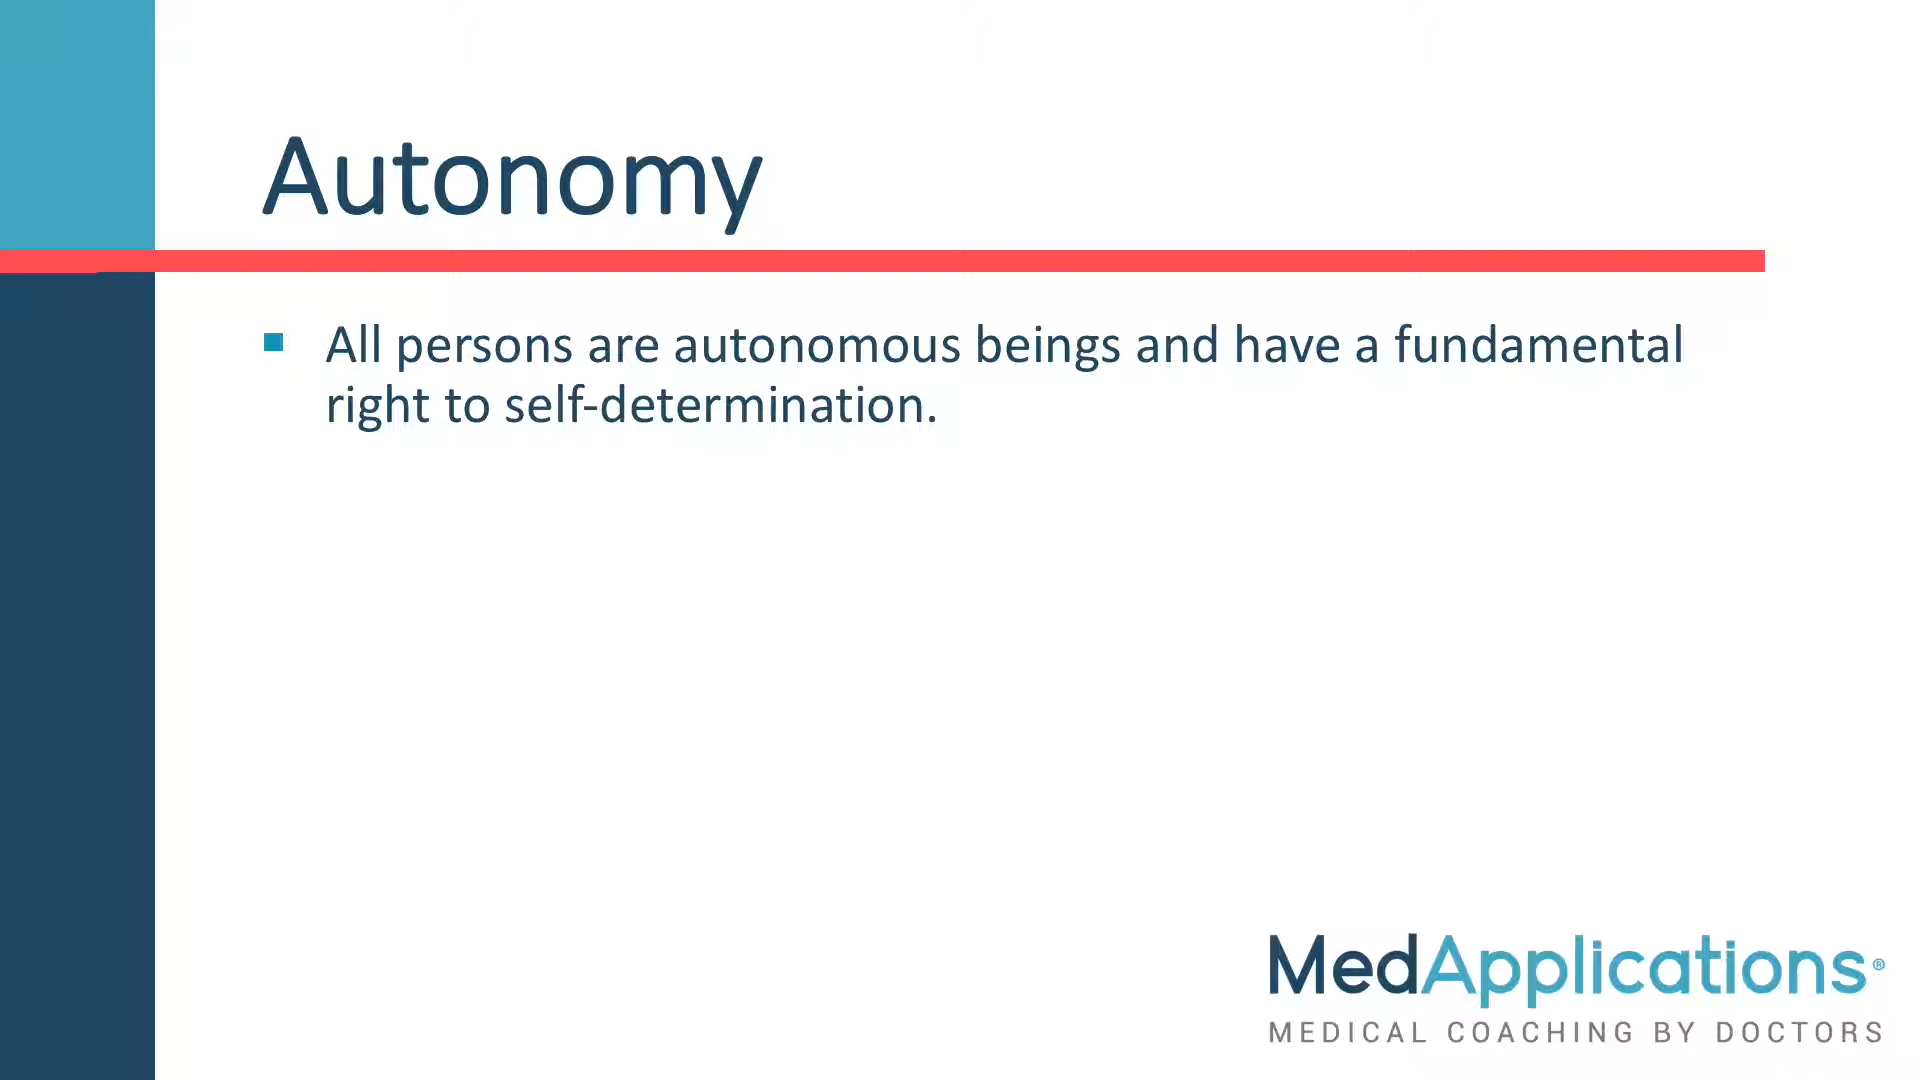 Autonomy
All persons are autonomous beings and have a fundamental
right to self-determination.
MedApplications®
MEDICAL COACHING BY DOCTORS